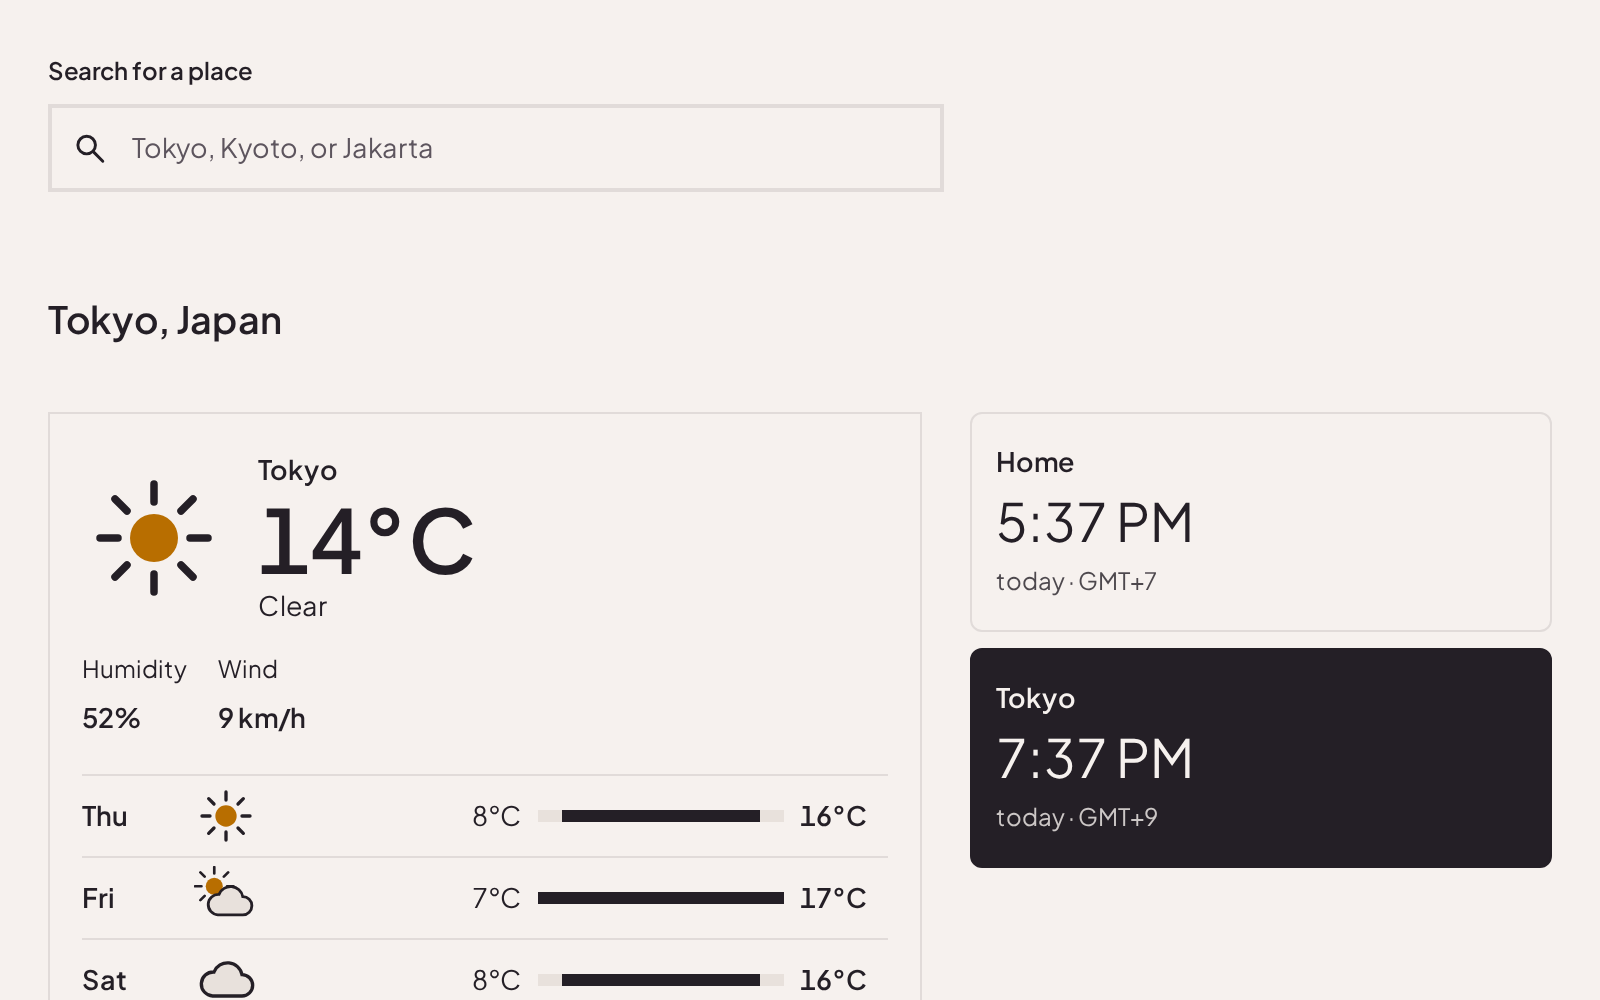 Search for a place
Tokyo, Kyoto, or Jakarta
Tokyo, Japan
Tokyo
14°C
Clear
Humidity Wind
52% 9 km/h
Thu 8°C 16°C
Fri 7°C 17°C
Sat 8°C 16°C
Home
5:37 PM
today · GMT+7
Tokyo
7:37 PM
today · GMT+9